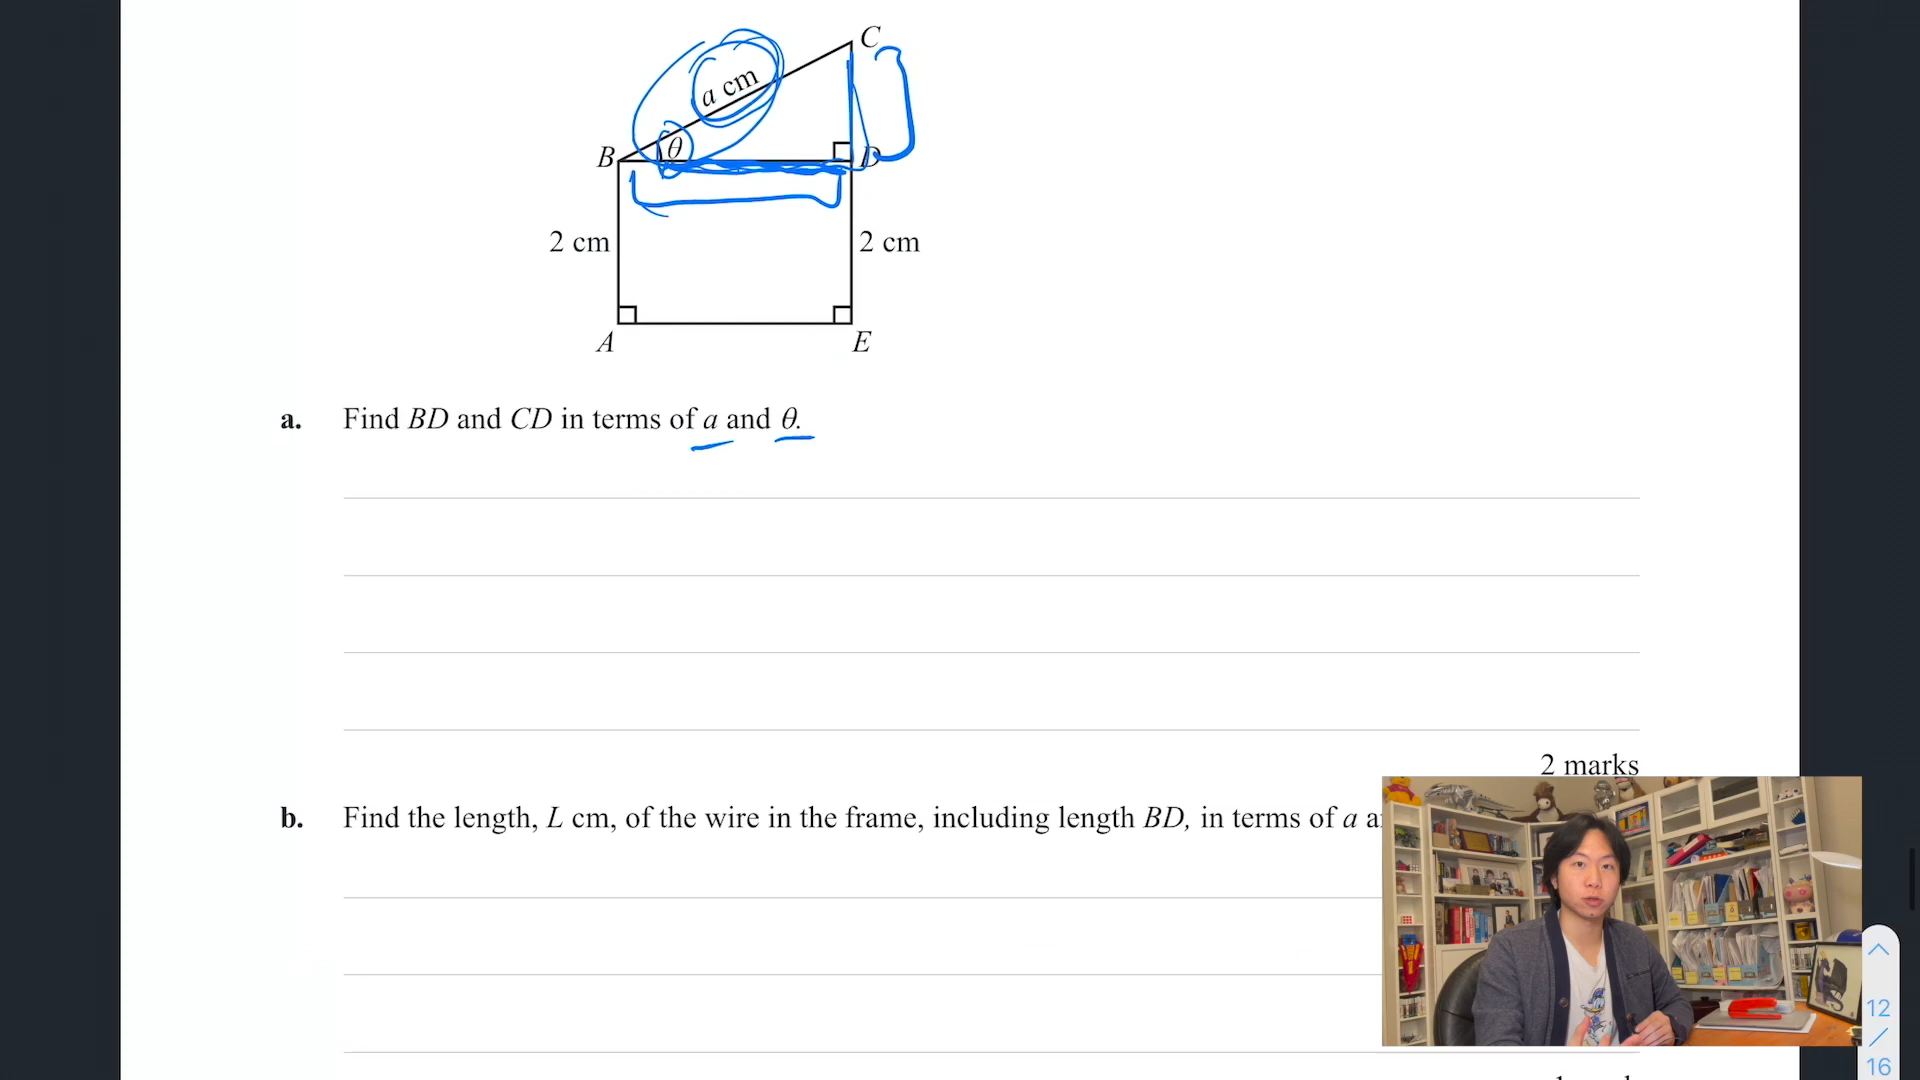 C
a cm
θ
B
D
2 cm
2 cm
A
E
a. Find BD and CD in terms of a and θ.
2 marks
b. Find the length, L cm, of the wire in the frame, including length BD, in terms of a
12
/
16